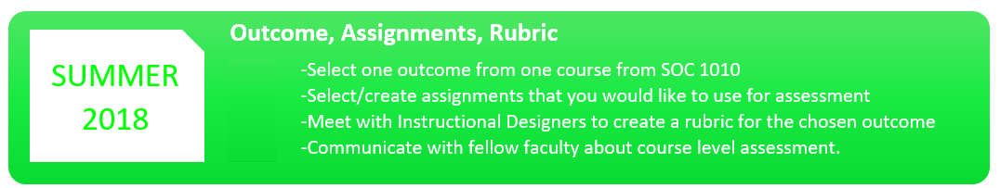 SUMMER
2018
Outcome, Assignments, Rubric
-Select one outcome from one course from SOC 1010
-Select/create assignments that you would like to use for assessment
-Meet with Instructional Designers to create a rubric for the chosen outcome
-Communicate with fellow faculty about course level assessment.